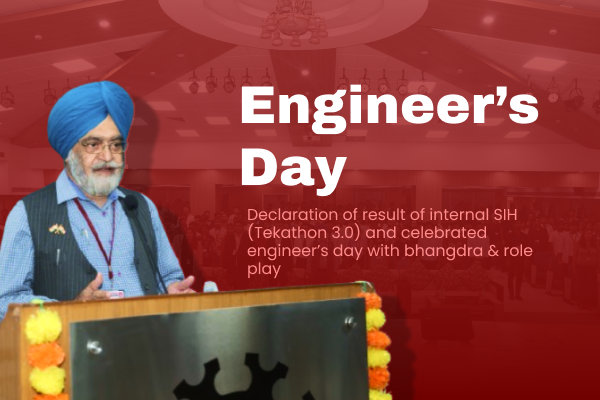 Engineer’s
Day
Declaration of result of internal SIH
(Tekathon 3.0) and celebrated
engineer’s day with bhangdra & role
play